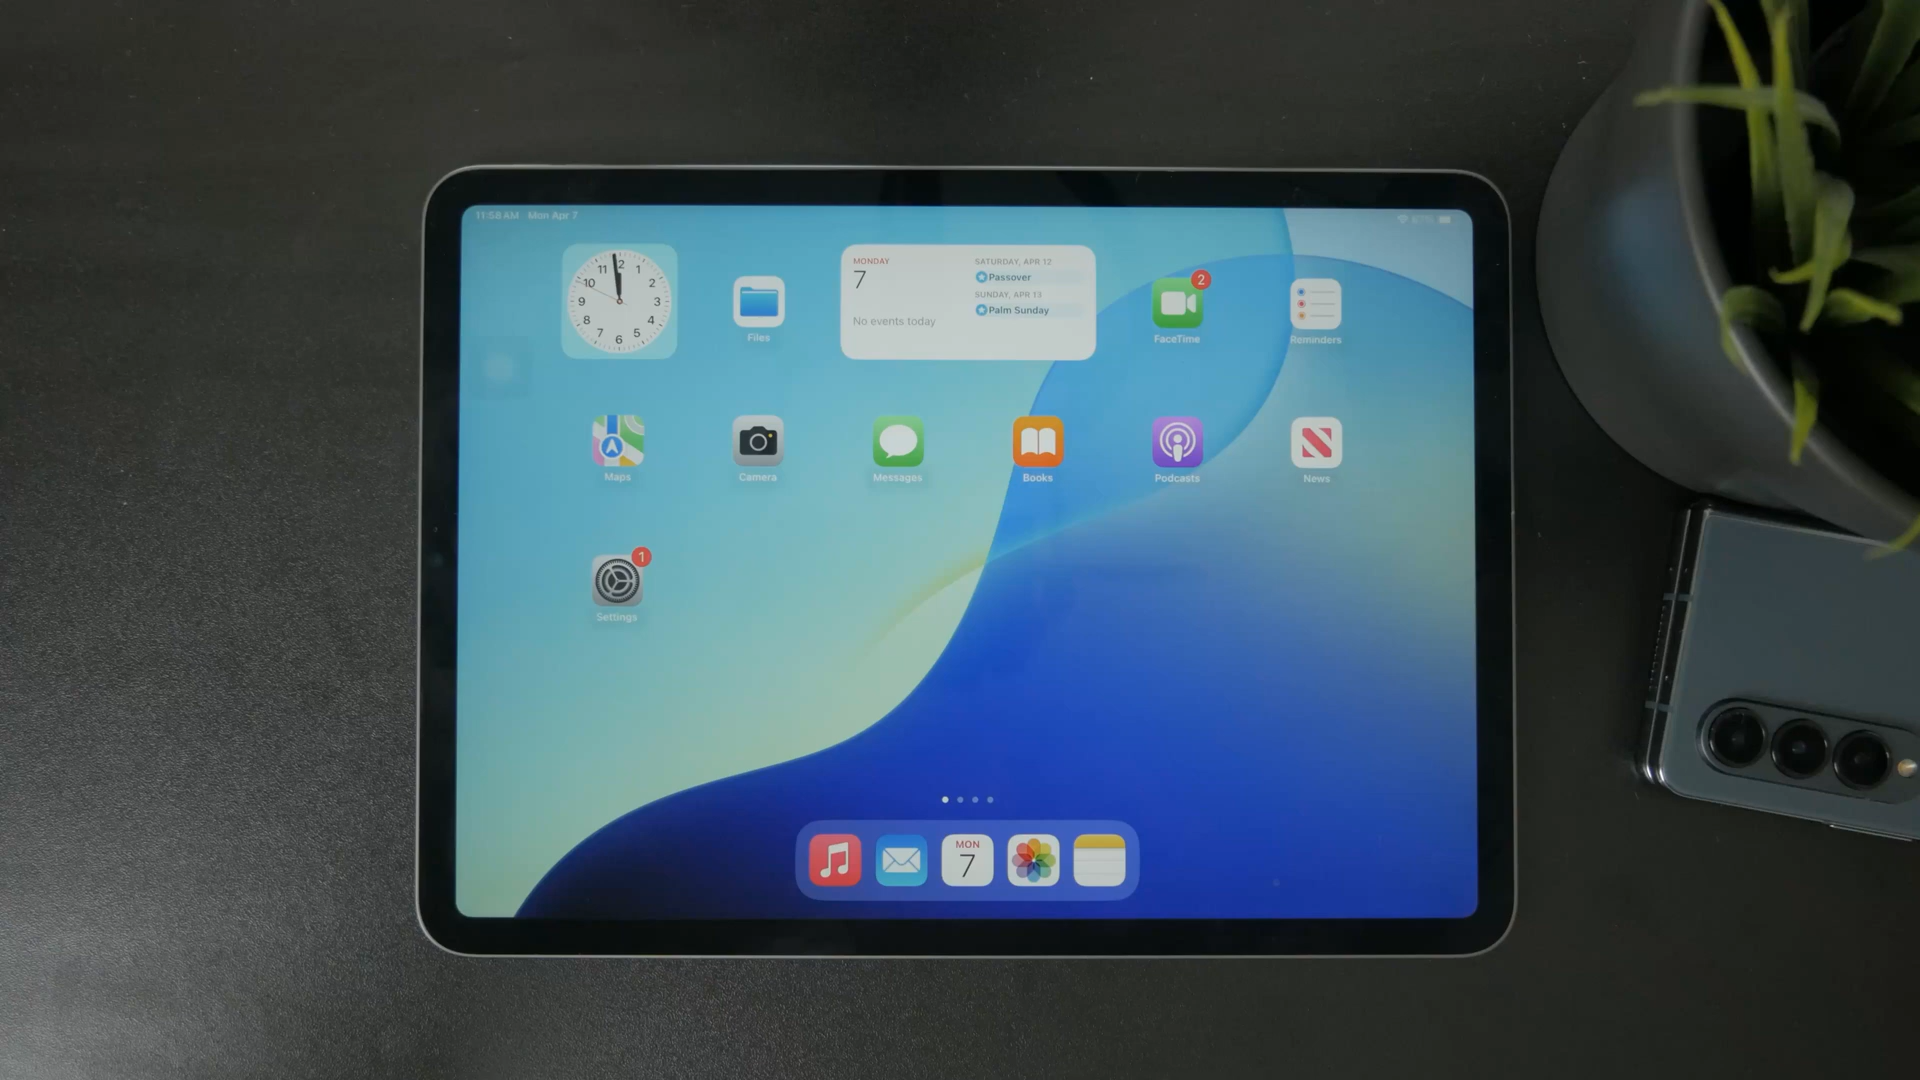 11:58 AM Mon Apr 7
11 12 1
10 2
9 3
8 4
7 6 5
Files
MONDAY
7
No events today
SATURDAY, APR 12
Passover
SUNDAY, APR 13
Palm Sunday
2
FaceTime
Reminders
Maps
Camera
Messages
Books
Podcasts
News
1
Settings
MON
7